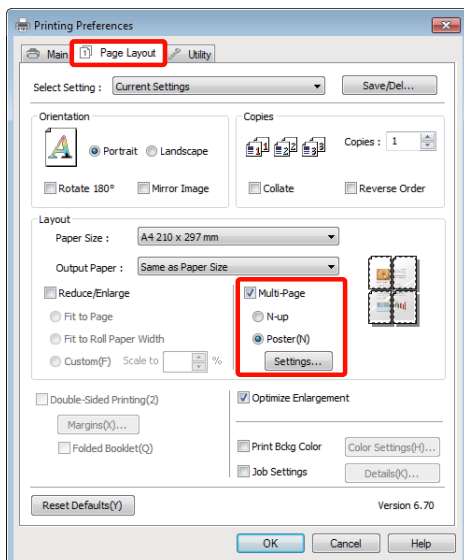 Printing Preferences
Main Page Layout Utility
Select Setting : Current Settings Save/Del...
Orientation Copies
Portrait Landscape Copies : 1
Rotate 180° Mirror Image Collate Reverse Order
Layout
Paper Size : A4 210 x 297 mm
Output Paper : Same as Paper Size
Reduce/Enlarge Multi-Page
Fit to Page N-up
Fit to Roll Paper Width Poster(N)
Custom(F) Scale to % Settings...
Double-Sided Printing(2) Optimize Enlargement
Margins(X)...
Folded Booklet(Q) Print Bckg Color Color Settings(H)...
Job Settings Details(K)...
Reset Defaults(Y) Version 6.70
OK Cancel Help